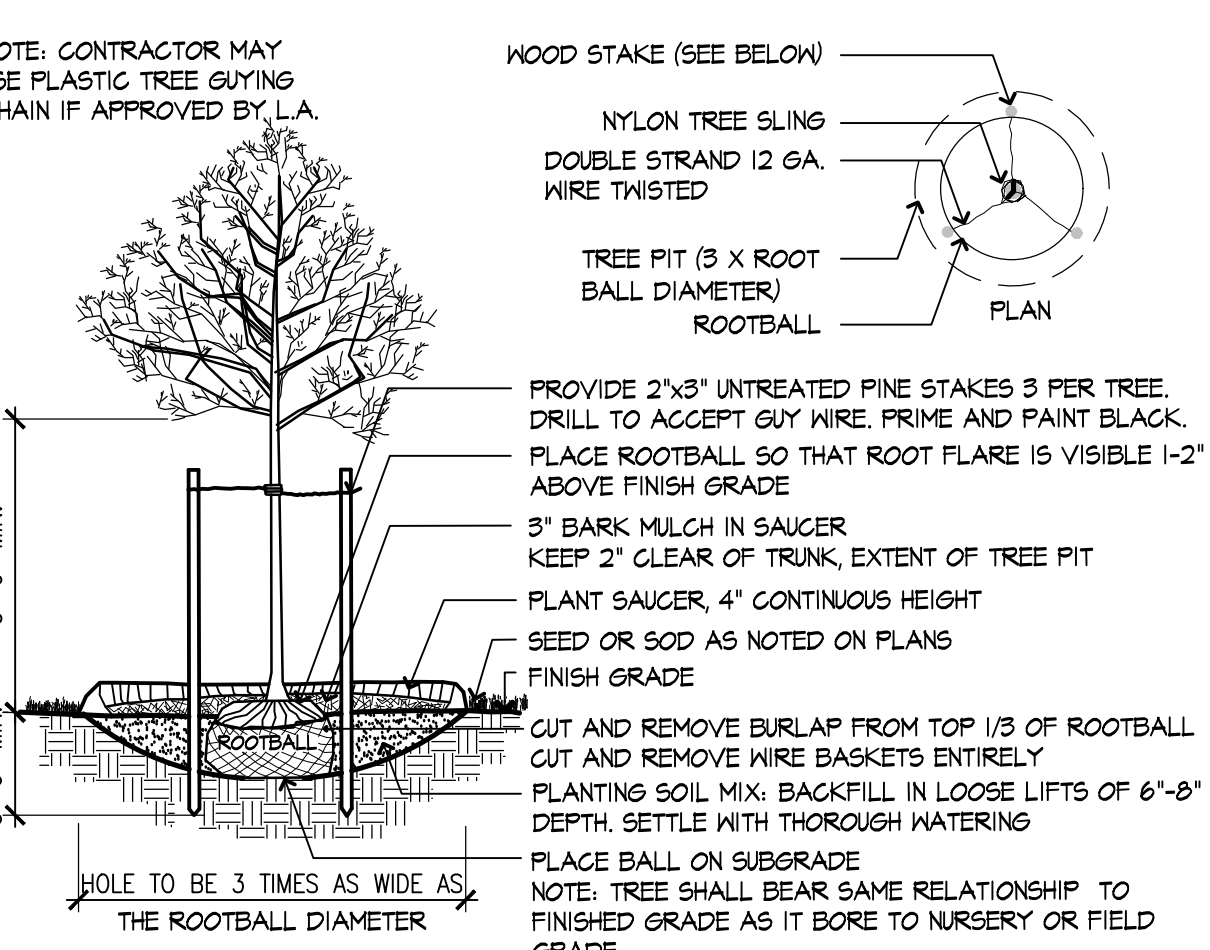 OTE: CONTRACTOR MAY
SE PLASTIC TREE GUYING
HAIN IF APPROVED BY L.A.
WOOD STAKE (SEE BELOW)
NYLON TREE SLING
DOUBLE STRAND 12 GA.
WIRE TWISTED
TREE PIT (3 X ROOT
BALL DIAMETER)
ROOTBALL
PLAN
PROVIDE 2"x3" UNTREATED PINE STAKES 3 PER TREE.
DRILL TO ACCEPT GUY WIRE. PRIME AND PAINT BLACK.
PLACE ROOTBALL SO THAT ROOT FLARE IS VISIBLE 1-2"
ABOVE FINISH GRADE
3" BARK MULCH IN SAUCER
KEEP 2" CLEAR OF TRUNK, EXTENT OF TREE PIT
PLANT SAUCER, 4" CONTINUOUS HEIGHT
SEED OR SOD AS NOTED ON PLANS
FINISH GRADE
CUT AND REMOVE BURLAP FROM TOP 1/3 OF ROOTBALL
CUT AND REMOVE WIRE BASKETS ENTIRELY
ROOTBALL
PLANTING SOIL MIX: BACKFILL IN LOOSE LIFTS OF 6"-8"
DEPTH. SETTLE WITH THOROUGH WATERING
PLACE BALL ON SUBGRADE
NOTE: TREE SHALL BEAR SAME RELATIONSHIP TO
FINISHED GRADE AS IT BORE TO NURSERY OR FIELD
GRADE
HOLE TO BE 3 TIMES AS WIDE AS
THE ROOTBALL DIAMETER